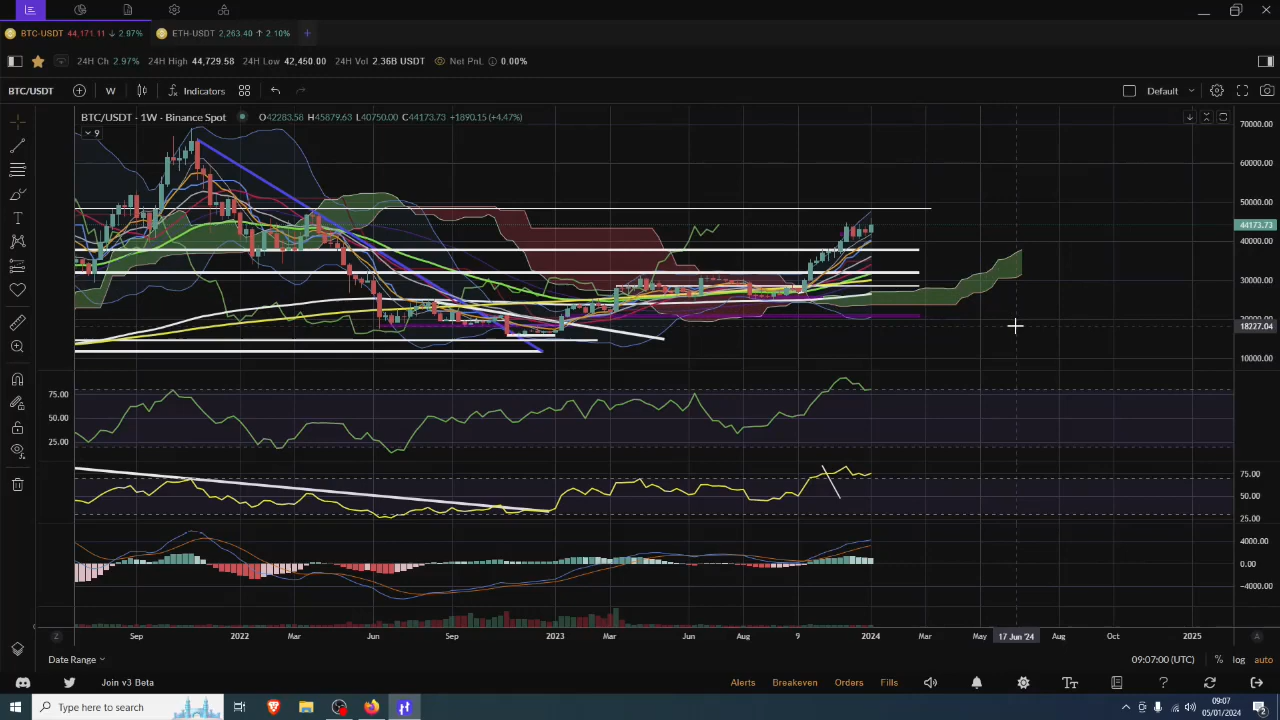 BTC-USDT 44,171.11 ↓ 2.97% ETH-USDT 2,263.40 ↑ 2.10% +
24H Ch 2.97% 24H High 44,729.58 24H Low 42,450.00 24H Vol 2.36B USDT Net PnL 0.00%
BTC/USDT W Indicators Default
BTC/USDT · 1W · Binance Spot O42283.58 H45879.63 L40750.00 C44173.73 +1890.15 (+4.47%)
9
70000.00
60000.00
50000.00
44173.73
40000.00
30000.00
20000.00
18227.04
10000.00
75.00
50.00
25.00
75.00
50.00
25.00
4000.00
0.00
-4000.00
Z Sep 2022 Mar Jun Sep 2023 Mar Jun Aug 9 2024 Mar May 17 Jun '24 Aug Oct 2025 A
Date Range 09:07:00 (UTC) % log auto
Join v3 Beta Alerts Breakeven Orders Fills
Type here to search 09:07
05/01/2024
2